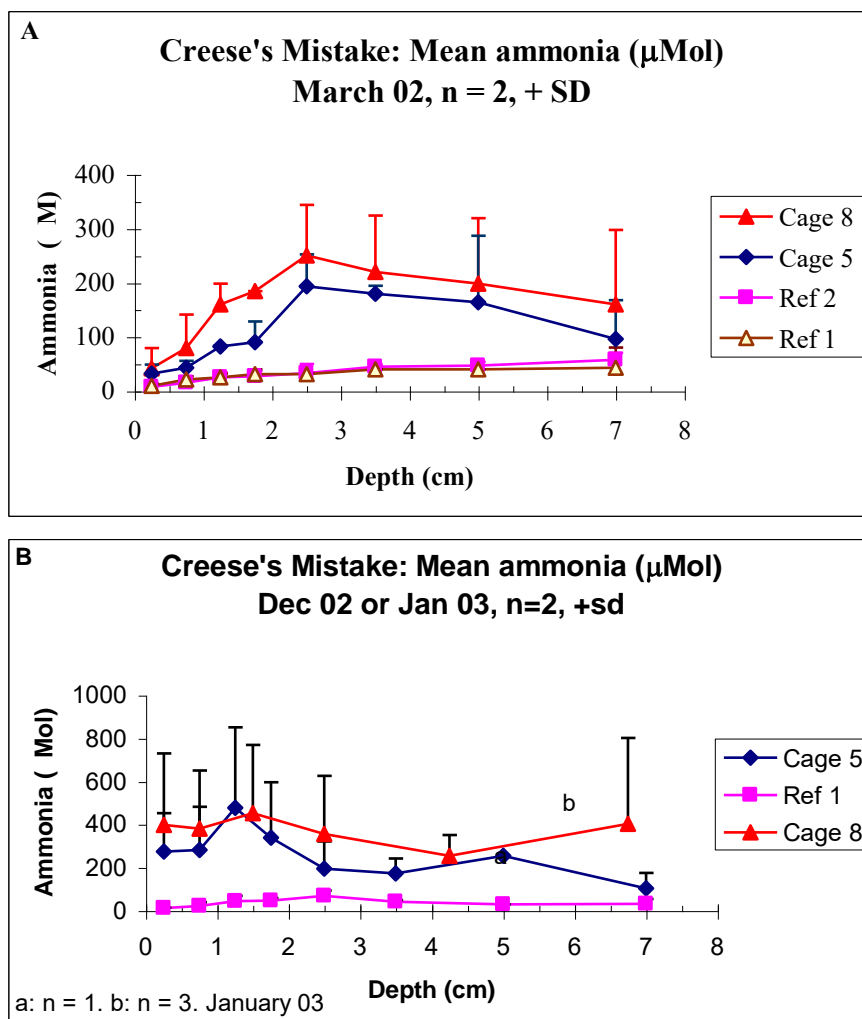 A
Creese's Mistake: Mean ammonia (μMol)
March 02, n = 2, + SD
400
300
200
100
0
Ammonia ( M)
0 1 2 3 4 5 6 7 8
Depth (cm)
Cage 8
Cage 5
Ref 2
Ref 1
B
Creese's Mistake: Mean ammonia (μMol)
Dec 02 or Jan 03, n=2, +sd
1000
800
600
400
200
0
Ammonia ( Mol)
b
a
0 1 2 3 4 5 6 7 8
Depth (cm)
Cage 5
Ref 1
Cage 8
a: n = 1. b: n = 3. January 03